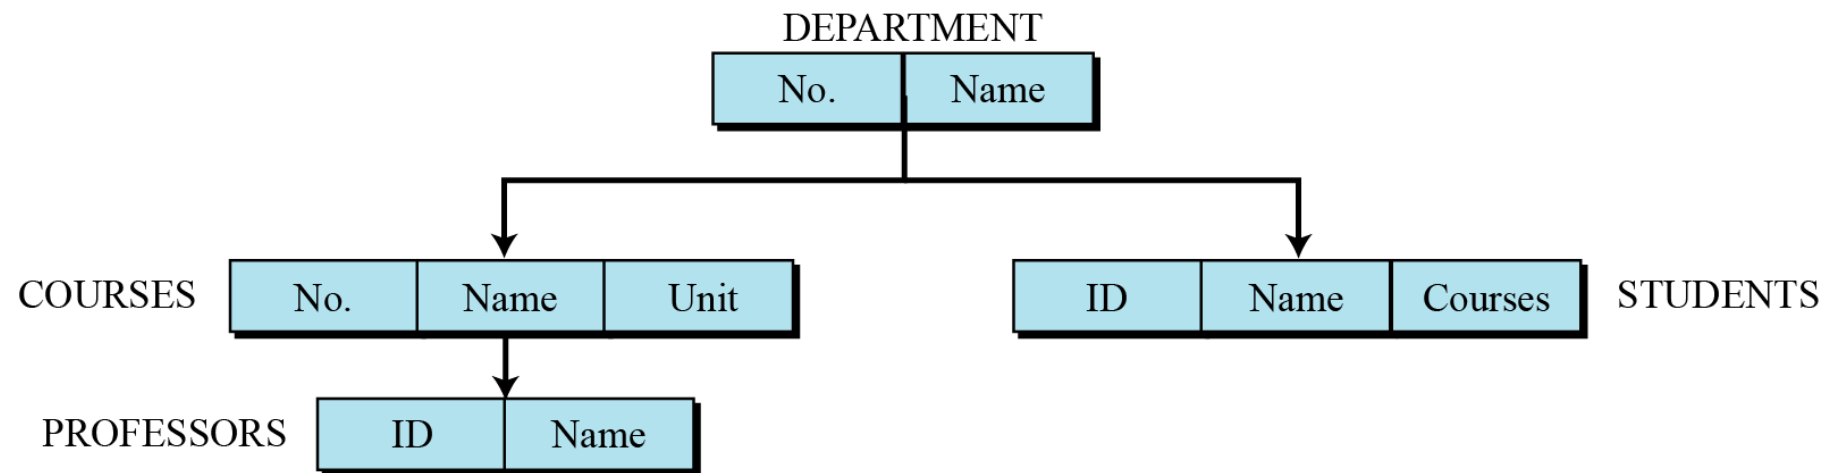 DEPARTMENT
No. Name
COURSES No. Name Unit
ID Name Courses STUDENTS
PROFESSORS ID Name